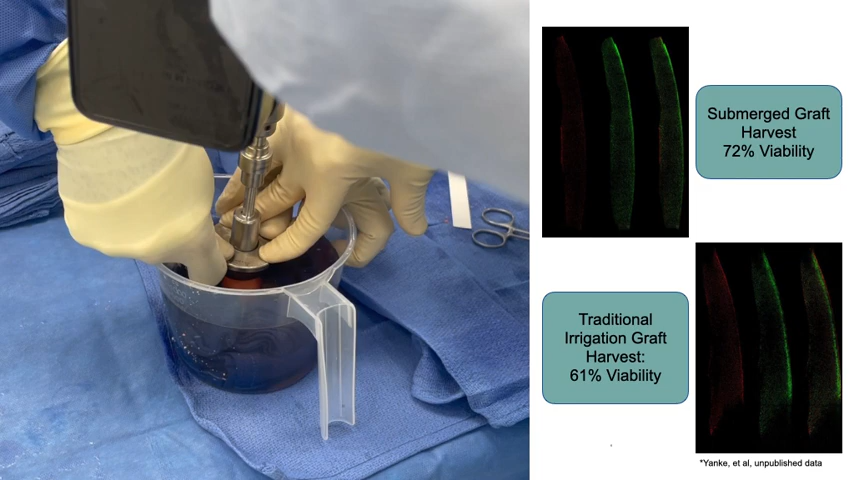 Submerged Graft
Harvest
72% Viability
Traditional
Irrigation Graft
Harvest:
61% Viability
*Yanke, et al, unpublished data